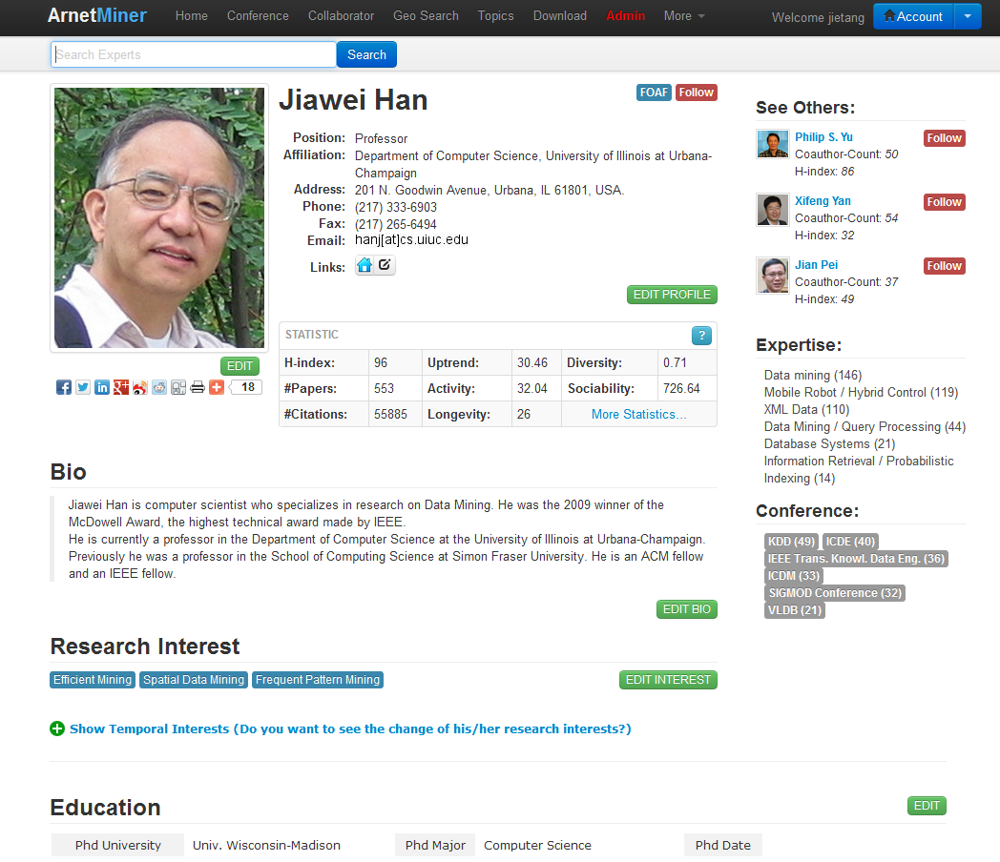 ArnetMiner Home Conference Collaborator Geo Search Topics Download Admin More Welcome jietang Account
Search Experts Search
Jiawei Han FOAF Follow
Position: Professor
Affiliation: Department of Computer Science, University of Illinois at Urbana-
Champaign
Address: 201 N. Goodwin Avenue, Urbana, IL 61801, USA.
Phone: (217) 333-6903
Fax: (217) 265-6494
Email: hanj[at]cs.uiuc.edu
Links:
EDIT PROFILE
EDIT
18
STATISTIC ?
H-index: 96 Uptrend: 30.46 Diversity: 0.71
#Papers: 553 Activity: 32.04 Sociability: 726.64
#Citations: 55885 Longevity: 26 More Statistics...
Bio
Jiawei Han is computer scientist who specializes in research on Data Mining. He was the 2009 winner of the
McDowell Award, the highest technical award made by IEEE.
He is currently a professor in the Department of Computer Science at the University of Illinois at Urbana-Champaign.
Previously he was a professor in the School of Computing Science at Simon Fraser University. He is an ACM fellow
and an IEEE fellow.
EDIT BIO
Research Interest
Efficient Mining Spatial Data Mining Frequent Pattern Mining EDIT INTEREST
Show Temporal Interests (Do you want to see the change of his/her research interests?)
Education EDIT
Phd University Univ. Wisconsin-Madison Phd Major Computer Science Phd Date
See Others:
Philip S. Yu Follow
Coauthor-Count: 50
H-index: 86
Xifeng Yan Follow
Coauthor-Count: 54
H-index: 32
Jian Pei Follow
Coauthor-Count: 37
H-index: 49
Expertise:
Data mining (146)
Mobile Robot / Hybrid Control (119)
XML Data (110)
Data Mining / Query Processing (44)
Database Systems (21)
Information Retrieval / Probabilistic
Indexing (14)
Conference:
KDD (49) ICDE (40)
IEEE Trans. Knowl. Data Eng. (36)
ICDM (33)
SIGMOD Conference (32)
VLDB (21)